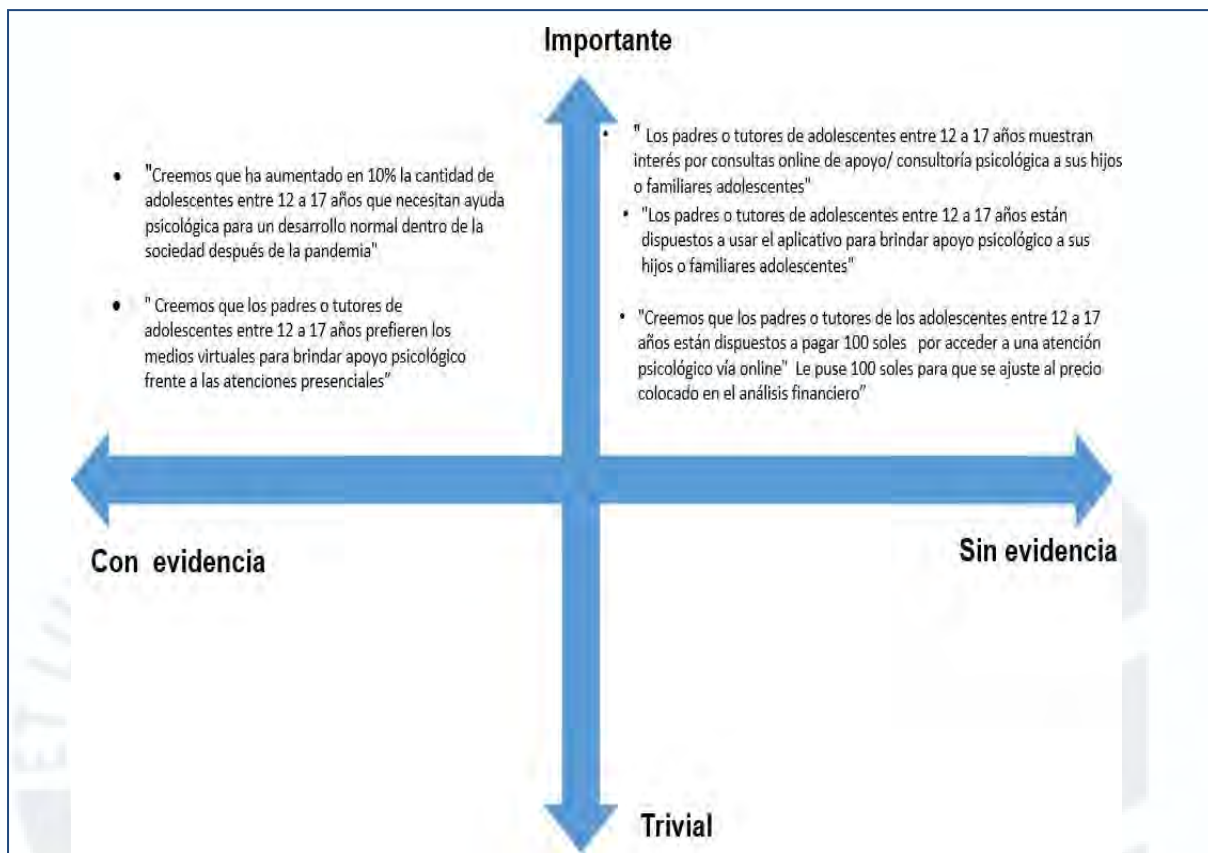 Importante
• "Creemos que ha aumentado en 10% la cantidad de
adolescentes entre 12 a 17 años que necesitan ayuda
psicológica para un desarrollo normal dentro de la
sociedad después de la pandemia"
• " Creemos que los padres o tutores de
adolescentes entre 12 a 17 años prefieren los
medios virtuales para brindar apoyo psicológico
frente a las atenciones presenciales"
• " Los padres o tutores de adolescentes entre 12 a 17 años muestran
interés por consultas online de apoyo/ consultoría psicológica a sus hijos
o familiares adolescentes"
• "Los padres o tutores de adolescentes entre 12 a 17 años están
dispuestos a usar el aplicativo para brindar apoyo psicológico a sus
hijos o familiares adolescentes"
• "Creemos que los padres o tutores de los adolescentes entre 12 a 17
años están dispuestos a pagar 100 soles por acceder a una atención
psicológico vía online" Le puse 100 soles para que se ajuste al precio
colocado en el análisis financiero"
Con evidencia
Sin evidencia
Trivial
ET